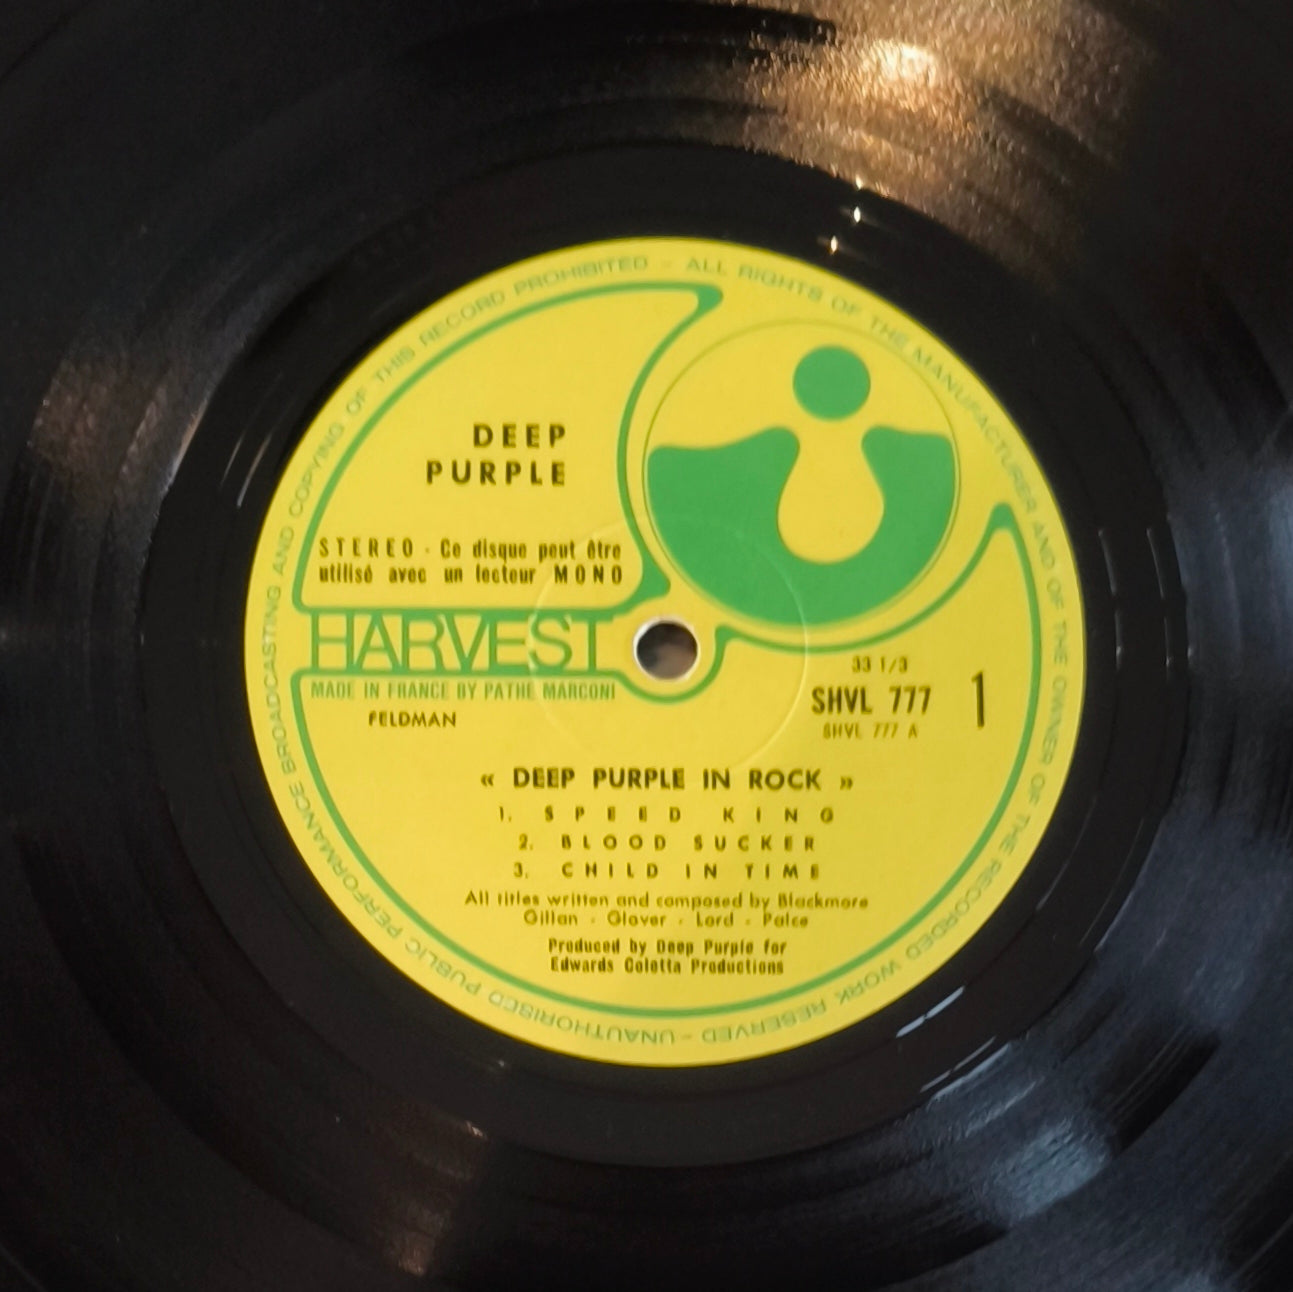 UNAUTHORISED PUBLIC PERFORMANCE BROADCASTING AND COPYING OF THIS RECORD PROHIBITED - ALL RIGHTS OF THE MANUFACTURER AND OF THE OWNER OF THE RECORDED WORK RESERVED -
DEEP
PURPLE
STEREO - Ce disque peut être
utilisé avec un lecteur MONO
HARVEST
MADE IN FRANCE BY PATHE MARCONI
FELDMAN
33 1/3
SHVL 777
SHVL 777 A
1
« DEEP PURPLE IN ROCK »
1. SPEED KING
2. BLOOD SUCKER
3. CHILD IN TIME
All titles written and composed by Blackmore
Gillan - Glover - Lord - Paice
Produced by Deep Purple for
Edwards Coletta Productions